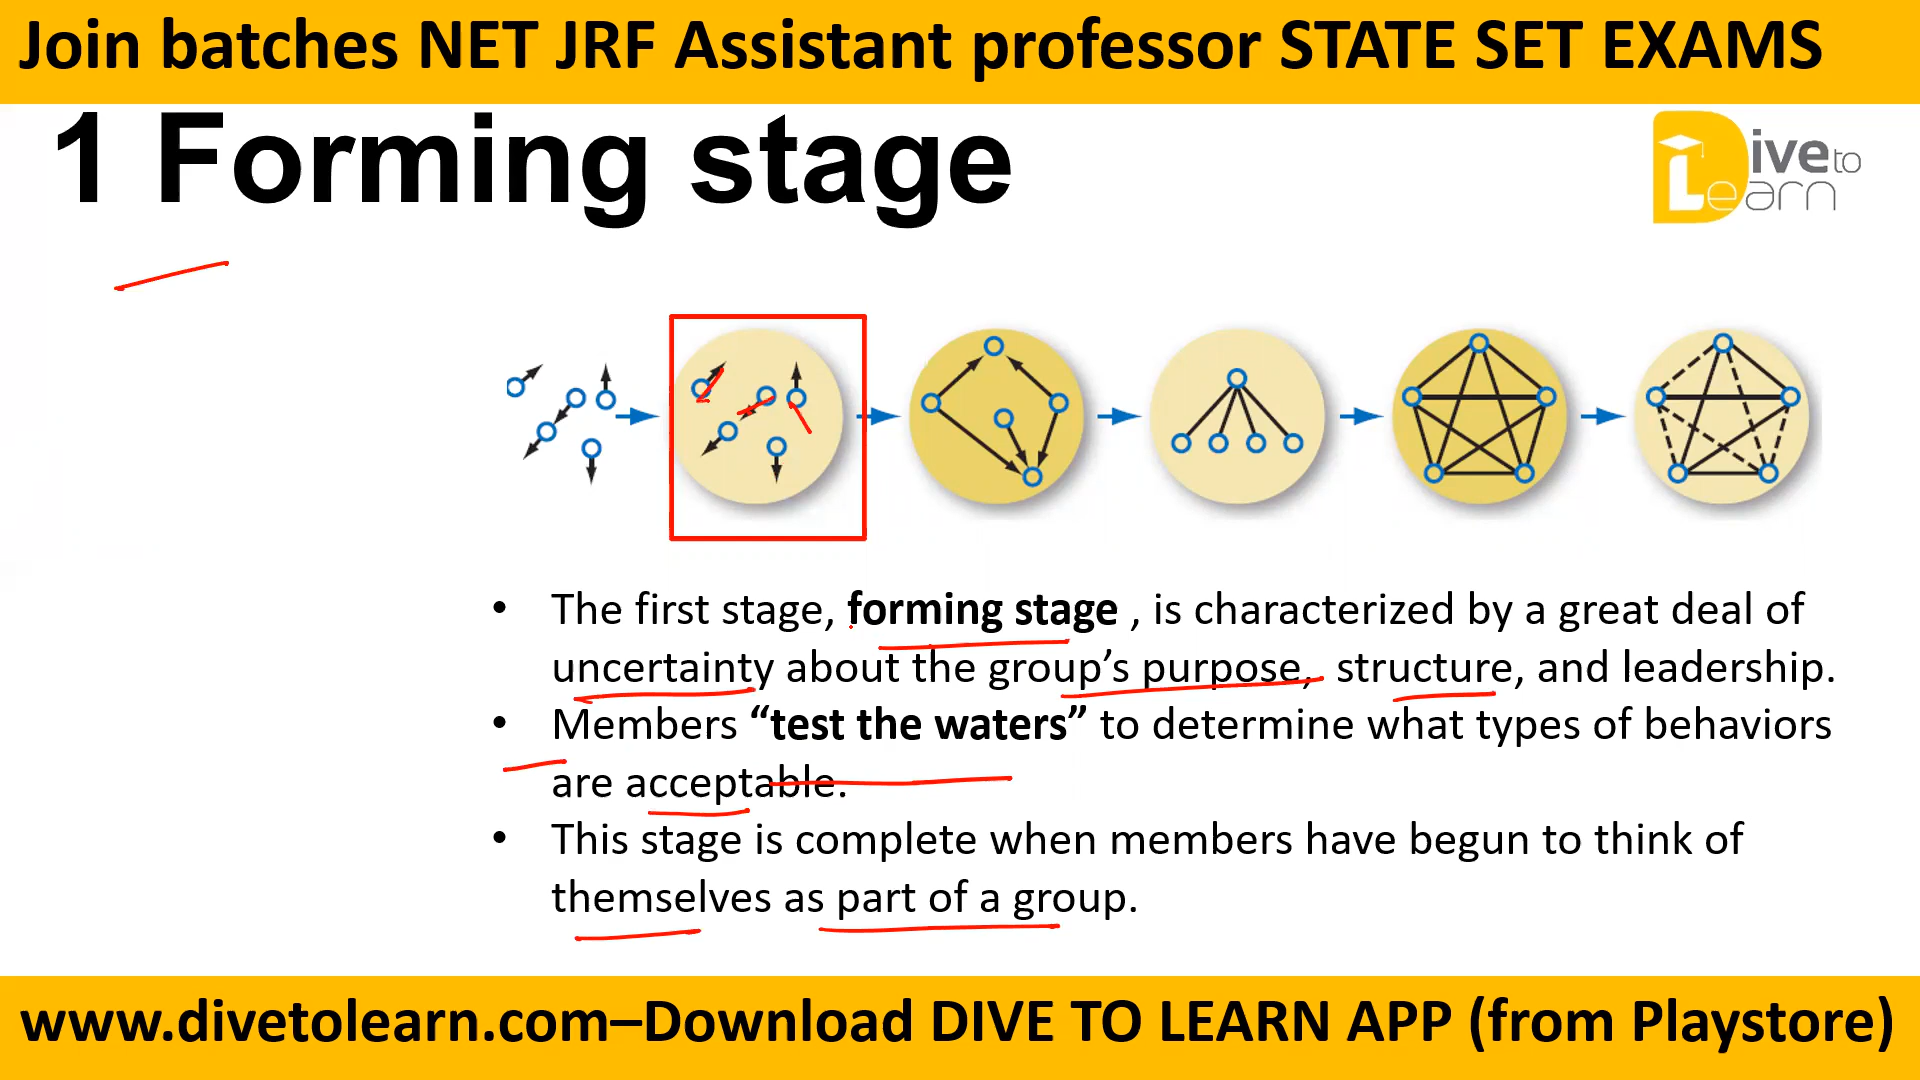 Join batches NET JRF Assistant professor STATE SET EXAMS
1 Forming stage
Dive to
Learn
• The first stage, forming stage , is characterized by a great deal of
uncertainty about the group’s purpose, structure, and leadership.
• Members “test the waters” to determine what types of behaviors
are acceptable.
• This stage is complete when members have begun to think of
themselves as part of a group.
www.divetolearn.com–Download DIVE TO LEARN APP (from Playstore)